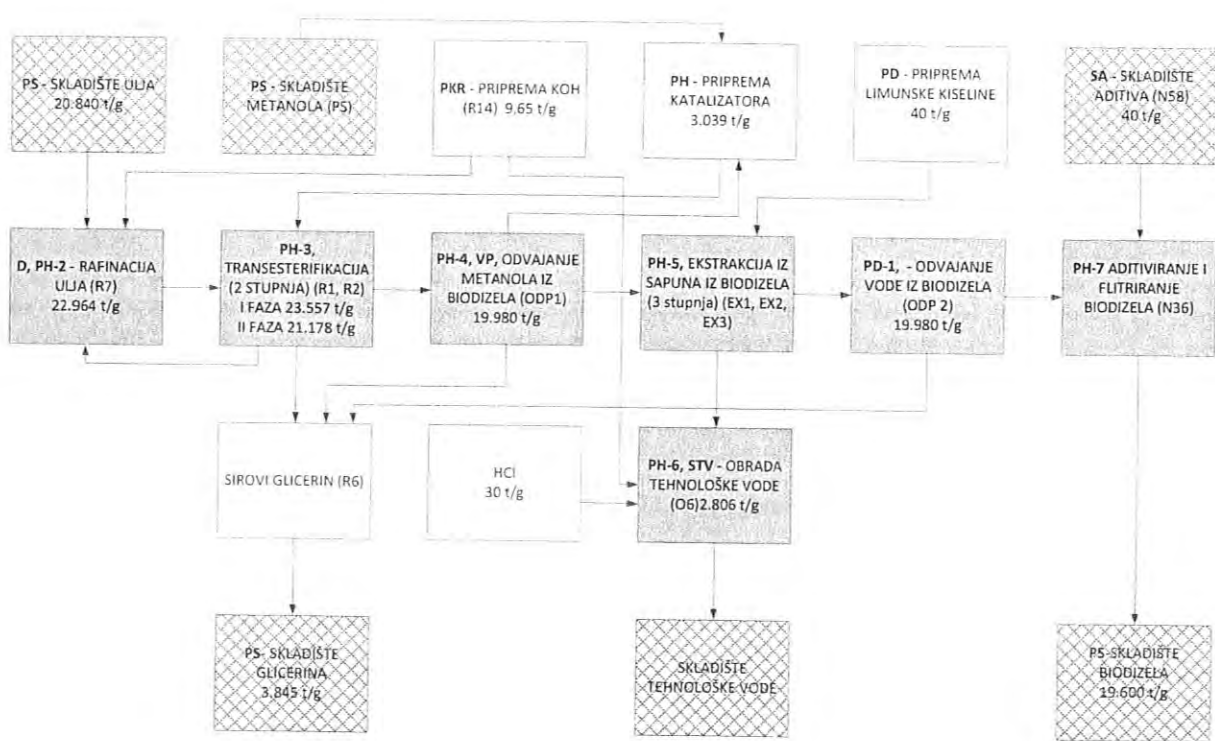 PS - SKLADIŠTE ULJA
20.840 t/g
PS - SKLADIŠTE
METANOLA (PS)
PKR - PRIPREMA KOH
(R14) 9,65 t/g
PH - PRIPREMA
KATALIZATORA
3.039 t/g
PD - PRIPREMA
LIMUNSKE KISELINE
40 t/g
SA - SKLADIIŠTE
ADITIVA (N58)
40 t/g
D, PH-2 - RAFINACIJA
ULJA (R7)
22.964 t/g
PH-3,
TRANSESTERIFIKACIJA
(2 STUPNJA) (R1, R2)
I FAZA 23.557 t/g
II FAZA 21.178 t/g
PH-4, VP, ODVAJANJE
METANOLA IZ
BIODIZELA (ODP1)
19.980 t/g
PH-5, EKSTRAKCIJA IZ
SAPUNA IZ BIODIZELA
(3 STUPNJA) (EX1, EX2,
EX3)
PD-1, - ODVAJANJE
VODE IZ BIODIZELA
(ODP 2)
19.980 t/g
PH-7 ADITIVIRANJE I
FLITRIRANJE
BIODIZELA (N36)
SIROVI GLICERIN (R6)
HCl
30 t/g
PH-6, STV - OBRADA
TEHNOLOŠKE VODE
(O6)2.806 t/g
PS- SKLADIŠTE
GLICERINA
3.845 t/g
SKLADIŠTE
TEHNOLOŠKE VODE
PS-SKLADIŠTE
BIODIZELA
19.600 t/g